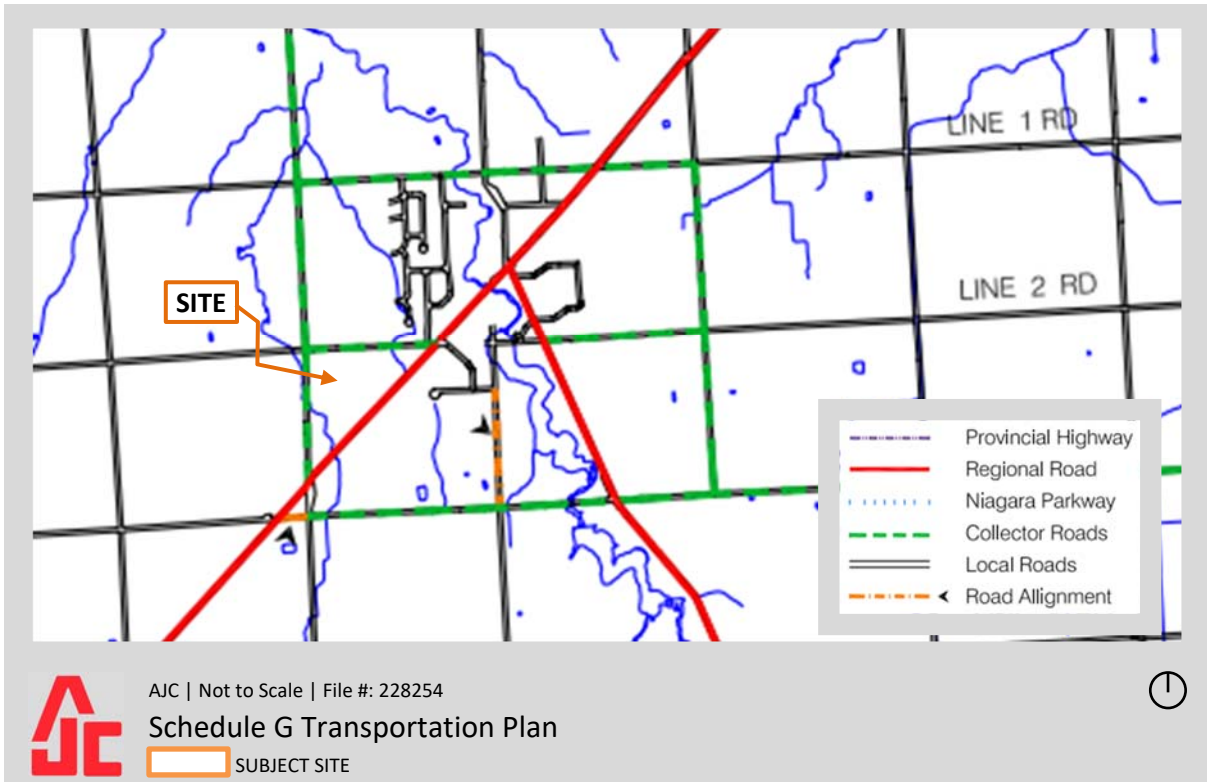 LINE 1 RD
LINE 2 RD
SITE
Provincial Highway
Regional Road
Niagara Parkway
Collector Roads
Local Roads
Road Allignment
AJC
AJC | Not to Scale | File #: 228254
Schedule G Transportation Plan
SUBJECT SITE